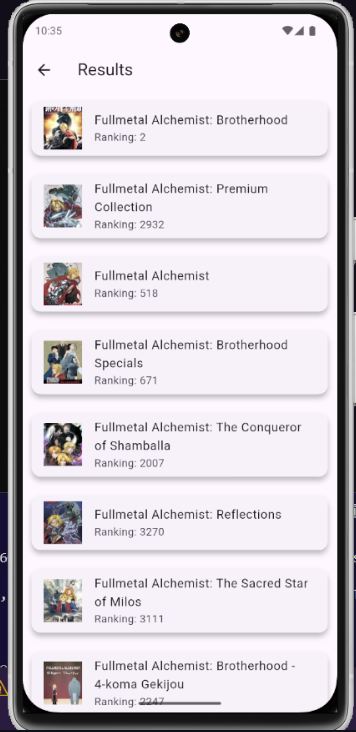 10:35
Results
Fullmetal Alchemist: Brotherhood
Ranking: 2
Fullmetal Alchemist: Premium
Collection
Ranking: 2932
Fullmetal Alchemist
Ranking: 518
Fullmetal Alchemist: Brotherhood
Specials
Ranking: 671
Fullmetal Alchemist: The Conqueror
of Shamballa
Ranking: 2007
Fullmetal Alchemist: Reflections
Ranking: 3270
Fullmetal Alchemist: The Sacred Star
of Milos
Ranking: 3111
Fullmetal Alchemist: Brotherhood -
4-koma Gekijou
Ranking: 2247